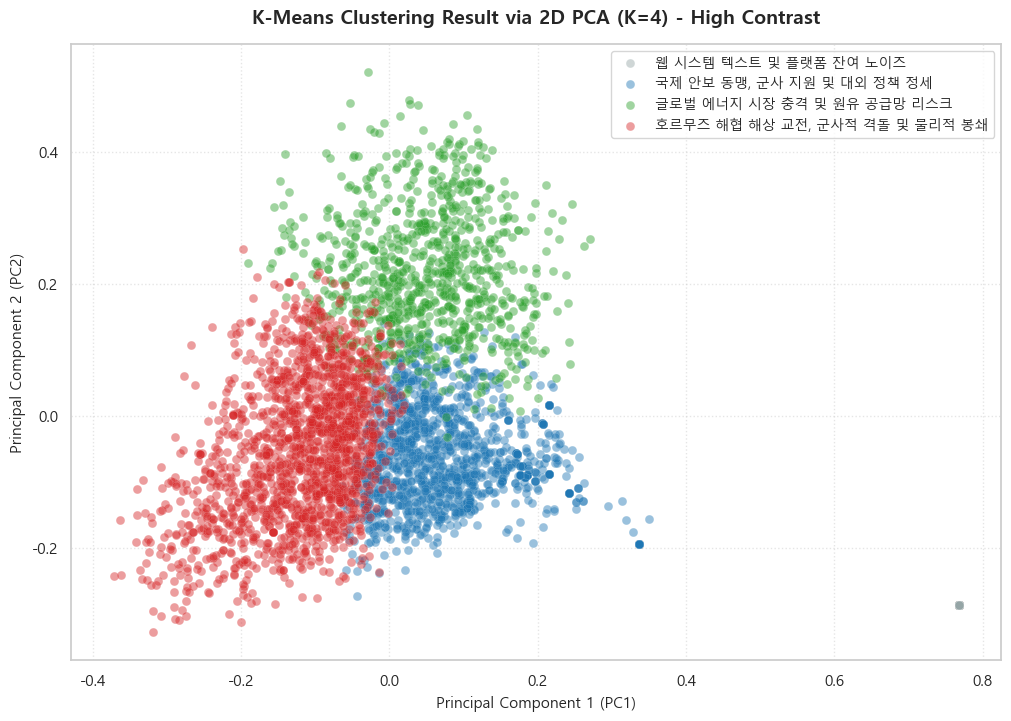 K-Means Clustering Result via 2D PCA (K=4) - High Contrast
웹 시스템 텍스트 및 플랫폼 잔여 노이즈
국제 안보 동맹, 군사 지원 및 대외 정책 정세
글로벌 에너지 시장 충격 및 원유 공급망 리스크
호르무즈 해협 해상 교전, 군사적 격돌 및 물리적 봉쇄
Principal Component 2 (PC2)
0.4
0.2
0.0
-0.2
-0.4
-0.2
0.0
0.2
0.4
0.6
0.8
Principal Component 1 (PC1)